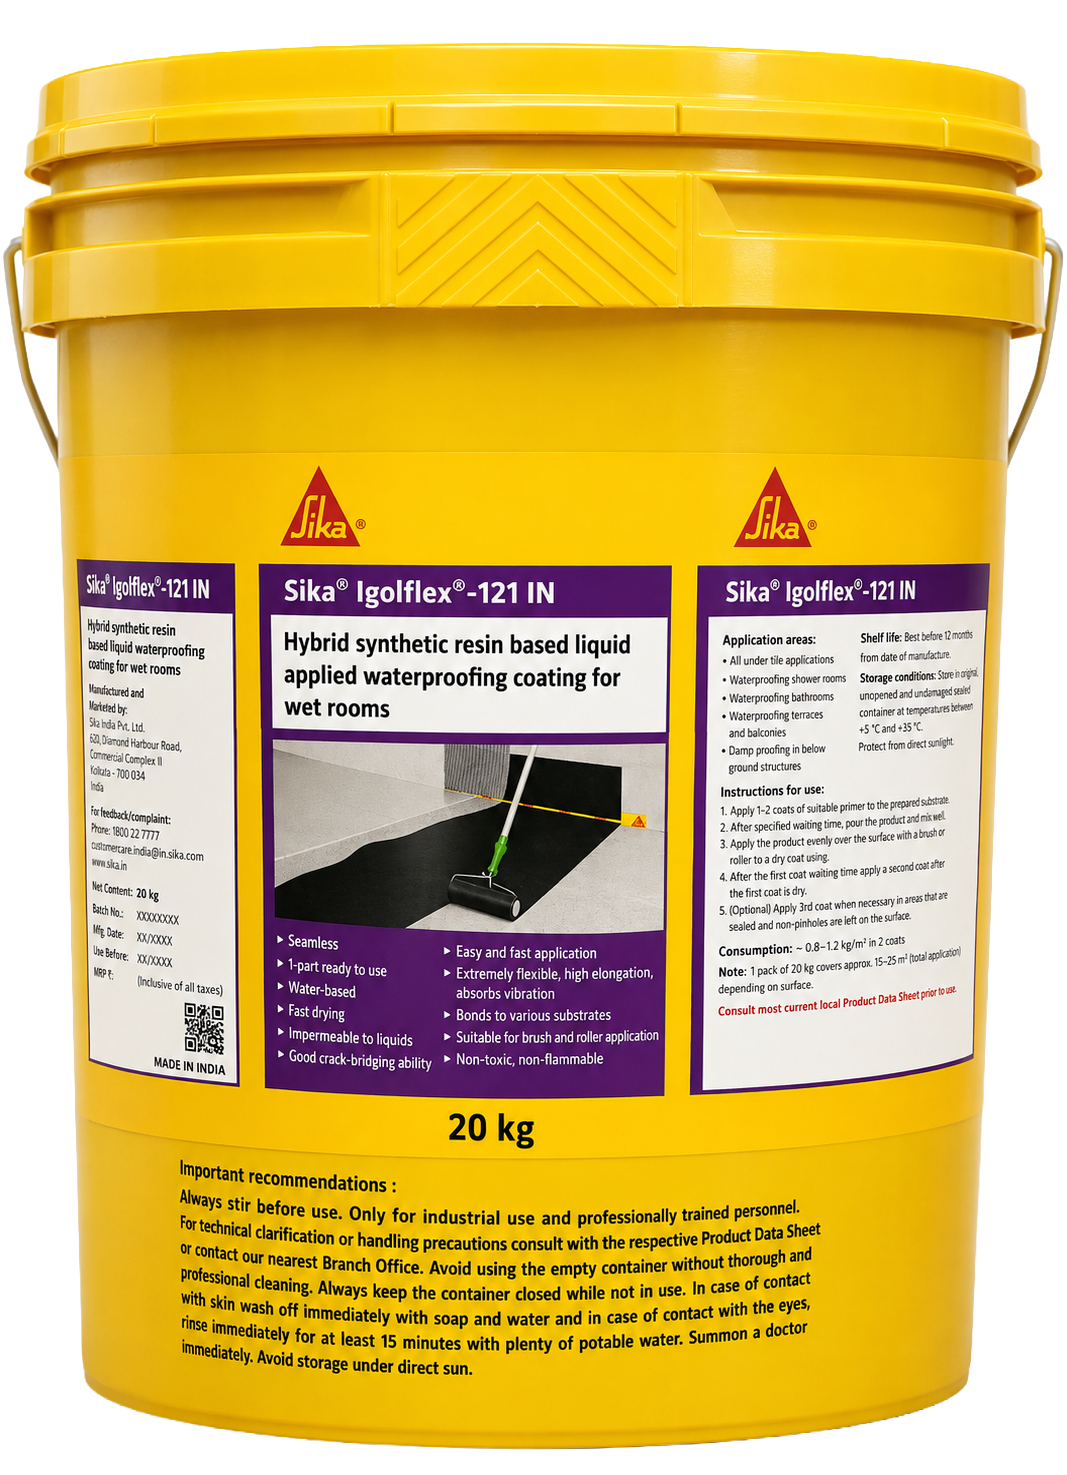 Sika®
Sika®
Sika® Igolflex®-121 IN
Hybrid synthetic resin
based liquid waterproofing
coating for wet rooms
Manufactured and
Marketed by:
Sika India Pvt. Ltd.
620, Diamond Harbour Road,
Commercial Complex II
Kolkata - 700 034
India
For feedback/complaint:
Phone: 1800 22 7777
customercare.india@in.sika.com
www.sika.in
Net Content: 20 kg
Batch No.: XXXXXXXX
Mfg. Date: XX/XXXX
Use Before: XX/XXXX
MRP ₹: (Inclusive of all taxes)
MADE IN INDIA
Sika® Igolflex®-121 IN
Hybrid synthetic resin based liquid
applied waterproofing coating for
wet rooms
Seamless
1-part ready to use
Water-based
Fast drying
Impermeable to liquids
Good crack-bridging ability
Easy and fast application
Extremely flexible, high elongation,
absorbs vibration
Bonds to various substrates
Suitable for brush and roller application
Non-toxic, non-flammable
Sika® Igolflex®-121 IN
Application areas:
• All under tile applications
• Waterproofing shower rooms
• Waterproofing bathrooms
• Waterproofing terraces
and balconies
• Damp proofing in below
ground structures
Shelf life: Best before 12 months
from date of manufacture.
Storage conditions: Store in original,
unopened and undamaged sealed
container at temperatures between
+5 °C and +35 °C.
Protect from direct sunlight.
Instructions for use:
1. Apply 1-2 coats of suitable primer to the prepared substrate.
2. After specified waiting time, pour the product and mix well.
3. Apply the product evenly over the surface with a brush or
roller to a dry coat using.
4. After the first coat waiting time apply a second coat after
the first coat is dry.
5. (Optional) Apply 3rd coat when necessary in areas that are
sealed and non-pinholes are left on the surface.
Consumption: ~ 0.8-1.2 kg/m² in 2 coats
Note: 1 pack of 20 kg covers approx. 15-25 m² (total application)
depending on surface.
Consult most current local Product Data Sheet prior to use.
20 kg
Important recommendations :
Always stir before use. Only for industrial use and professionally trained personnel.
For technical clarification or handling precautions consult with the respective Product Data Sheet
or contact our nearest Branch Office. Avoid using the empty container without thorough and
professional cleaning. Always keep the container closed while not in use. In case of contact
with skin wash off immediately with soap and water and in case of contact with the eyes,
rinse immediately for at least 15 minutes with plenty of potable water. Summon a doctor
immediately. Avoid storage under direct sun.